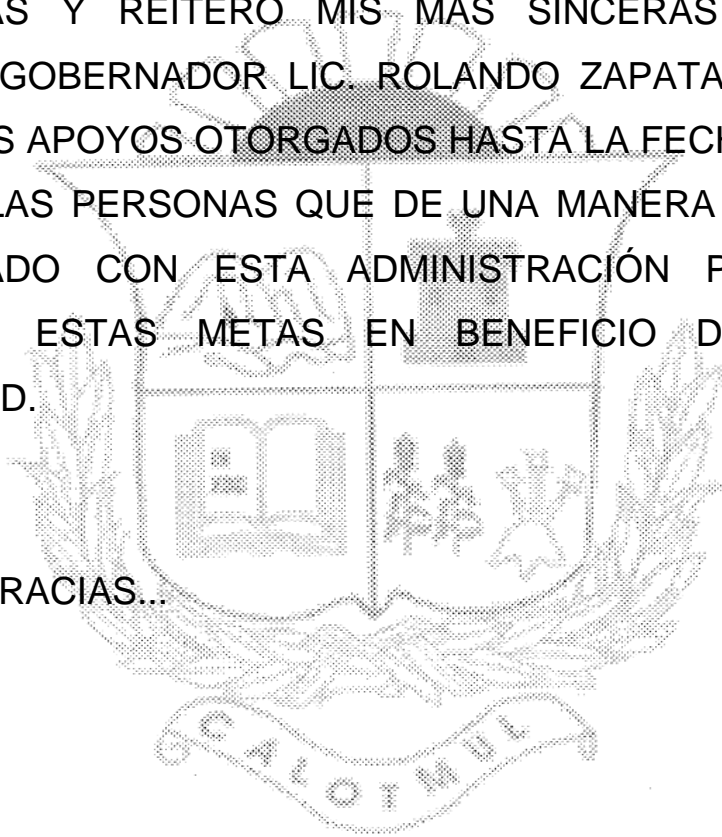 AS Y REITERO MIS MAS SINCERAS
GOBERNADOR LIC. ROLANDO ZAPATA
S APOYOS OTORGADOS HASTA LA FECH
LAS PERSONAS QUE DE UNA MANERA
ADO CON ESTA ADMINISTRACIÓN P
ESTAS METAS EN BENEFICIO D
D.
RACIAS...
CALOTMUL